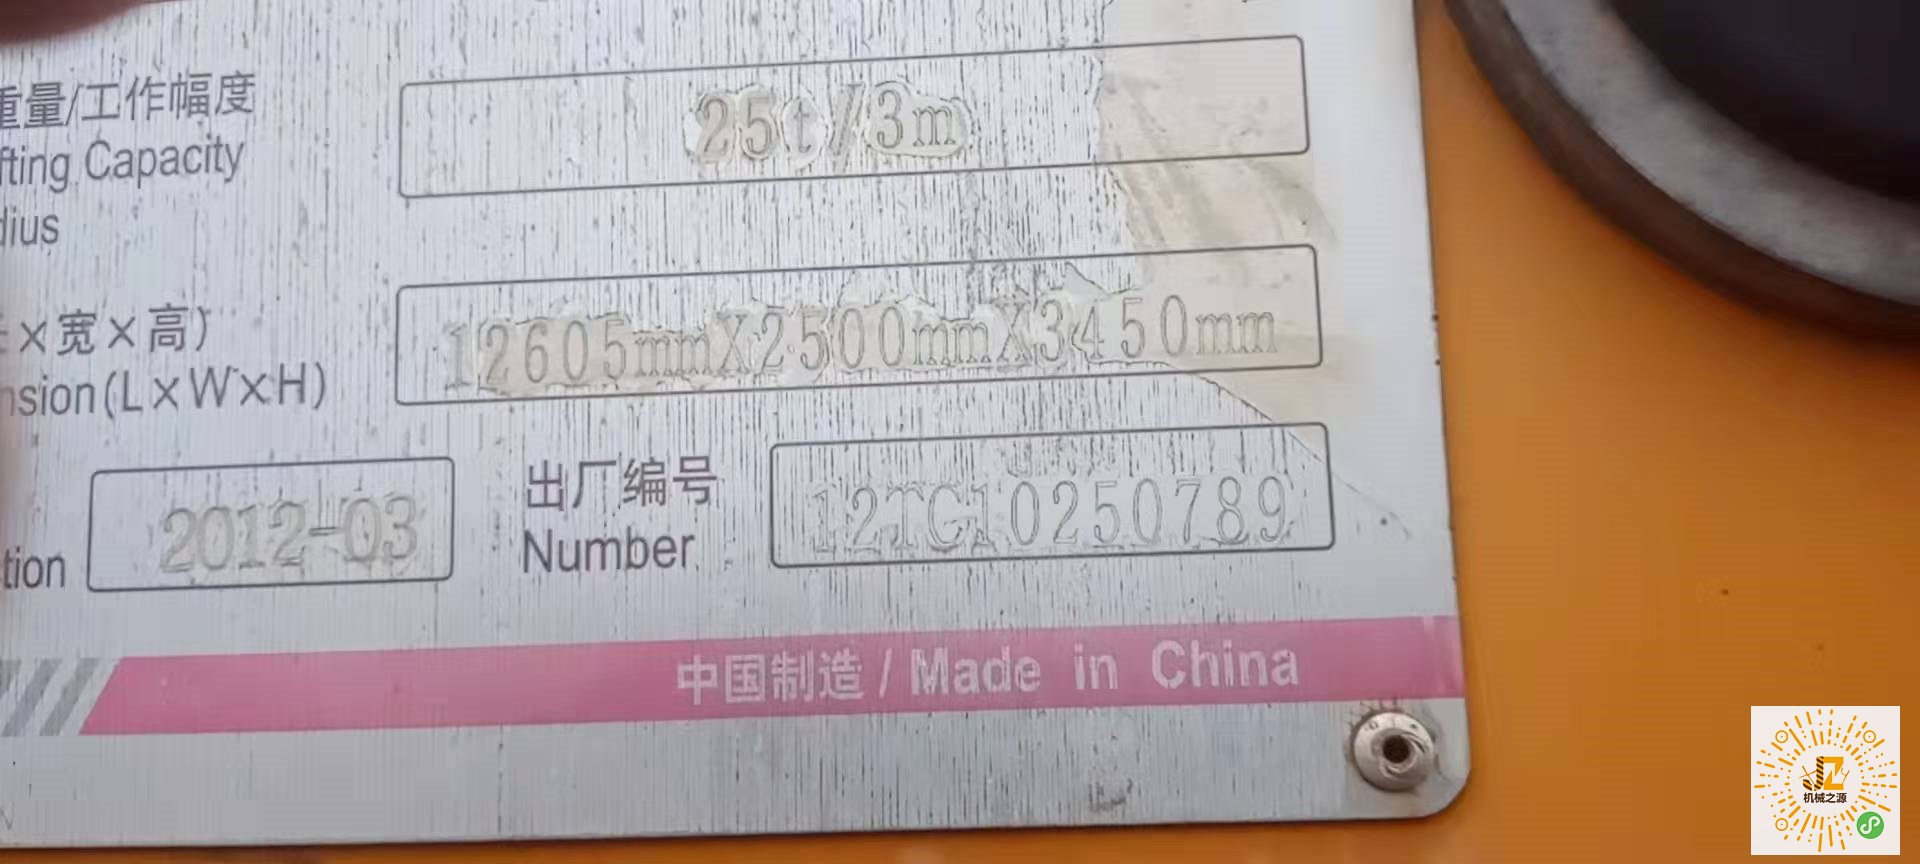 重量/工作幅度
fting Capacity
dius
25t/3m
×宽×高)
nsion(L×W×H)
12605mmX2500mmX3450mm
tion
2012-03
出厂编号
Number
12TG10250789
中国制造/Made in China
机械之源